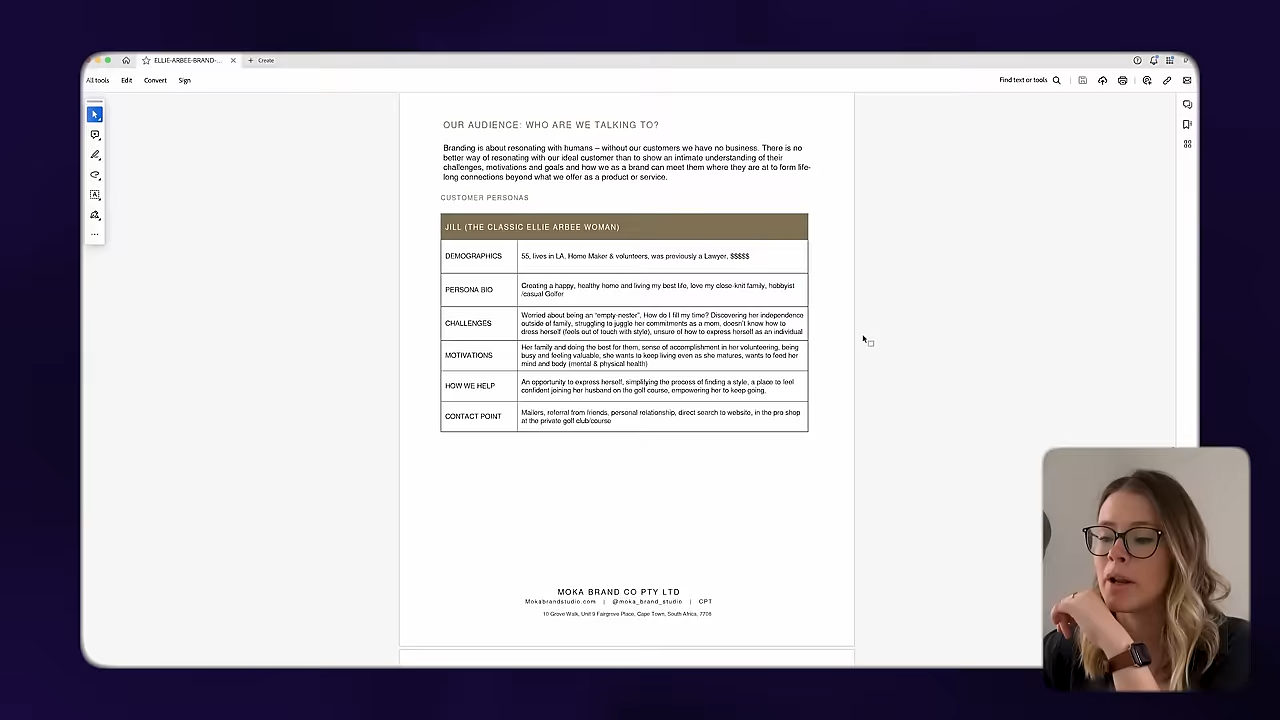 ELLIE-ARBEE-BRAND-...
Create
All tools
Edit
Convert
Sign
Find text or tools
OUR AUDIENCE: WHO ARE WE TALKING TO?
Branding is about resonating with humans – without our customers we have no business. There is no
better way of resonating with our ideal customer than to show an intimate understanding of their
challenges, motivations and goals and how we as a brand can meet them where they are at to form life-
long connections beyond what we offer as a product or service.
CUSTOMER PERSONAS
JILL (THE CLASSIC ELLIE ARBEE WOMAN)
DEMOGRAPHICS
55, lives in LA, Home Maker & volunteers, was previously a Lawyer, $$$$$
PERSONA BIO
Creating a happy, healthy home and living my best life, love my close-knit family, hobbyist
/casual Golfer
CHALLENGES
Worried about being an "empty-nester", How do I fill my time? Discovering her independence
outside of family, struggling to juggle her commitments as a mom, doesn't know how to
dress herself (feels out of touch with style), unsure of how to express herself as an individual
MOTIVATIONS
Her family and doing the best for them, sense of accomplishment in her volunteering, being
busy and feeling valuable, she wants to keep living even as she matures, wants to feed her
mind and body (mental & physical health)
HOW WE HELP
An opportunity to express herself, simplifying the process of finding a style, a place to feel
confident joining her husband on the golf course, empowering her to keep going.
CONTACT POINT
Mailers, referral from friends, personal relationship, direct search to website, in the pro shop
at the private golf club/course
MOKA BRAND CO PTY LTD
Mokabrandstudio.com | @moka_brand_studio | CPT
10 Grove Walk, Unit 9 Fairgrove Place, Cape Town, South Africa, 7708